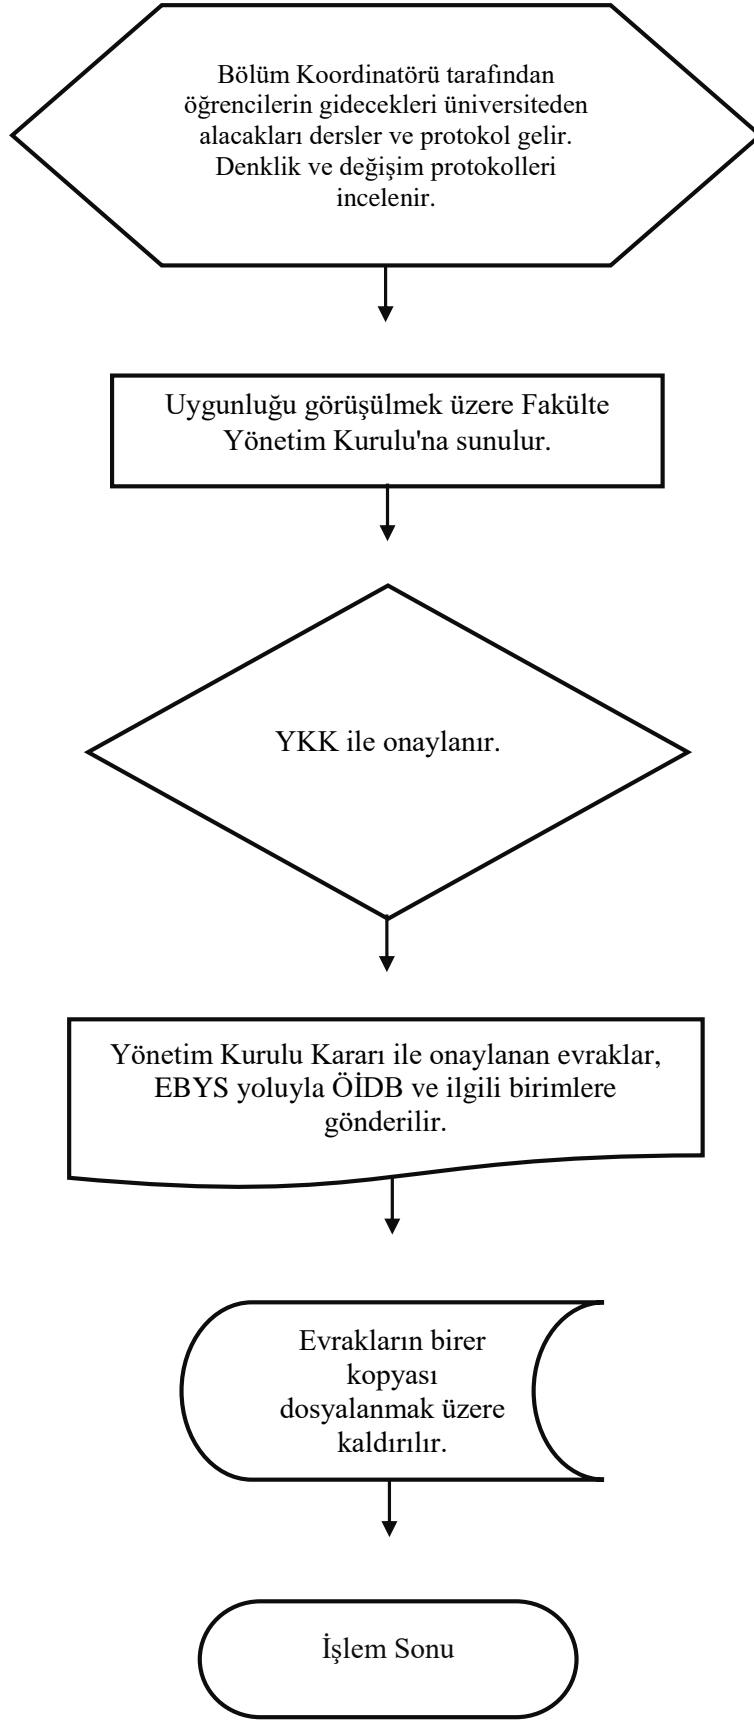 Bölüm Koordinatörü tarafından
öğrencilerin gidecekleri üniversiteden
alacakları dersler ve protokol gelir.
Denklik ve değişim protokolleri
incelenir.
Uygunluğu görüşülmek üzere Fakülte
Yönetim Kurulu'na sunulur.
YKK ile onaylanır.
Yönetim Kurulu Kararı ile onaylanan evraklar,
EBYS yoluyla ÖİDB ve ilgili birimlere
gönderilir.
Evrakların birer
kopyası
dosyalanmak üzere
kaldırılır.
İşlem Sonu